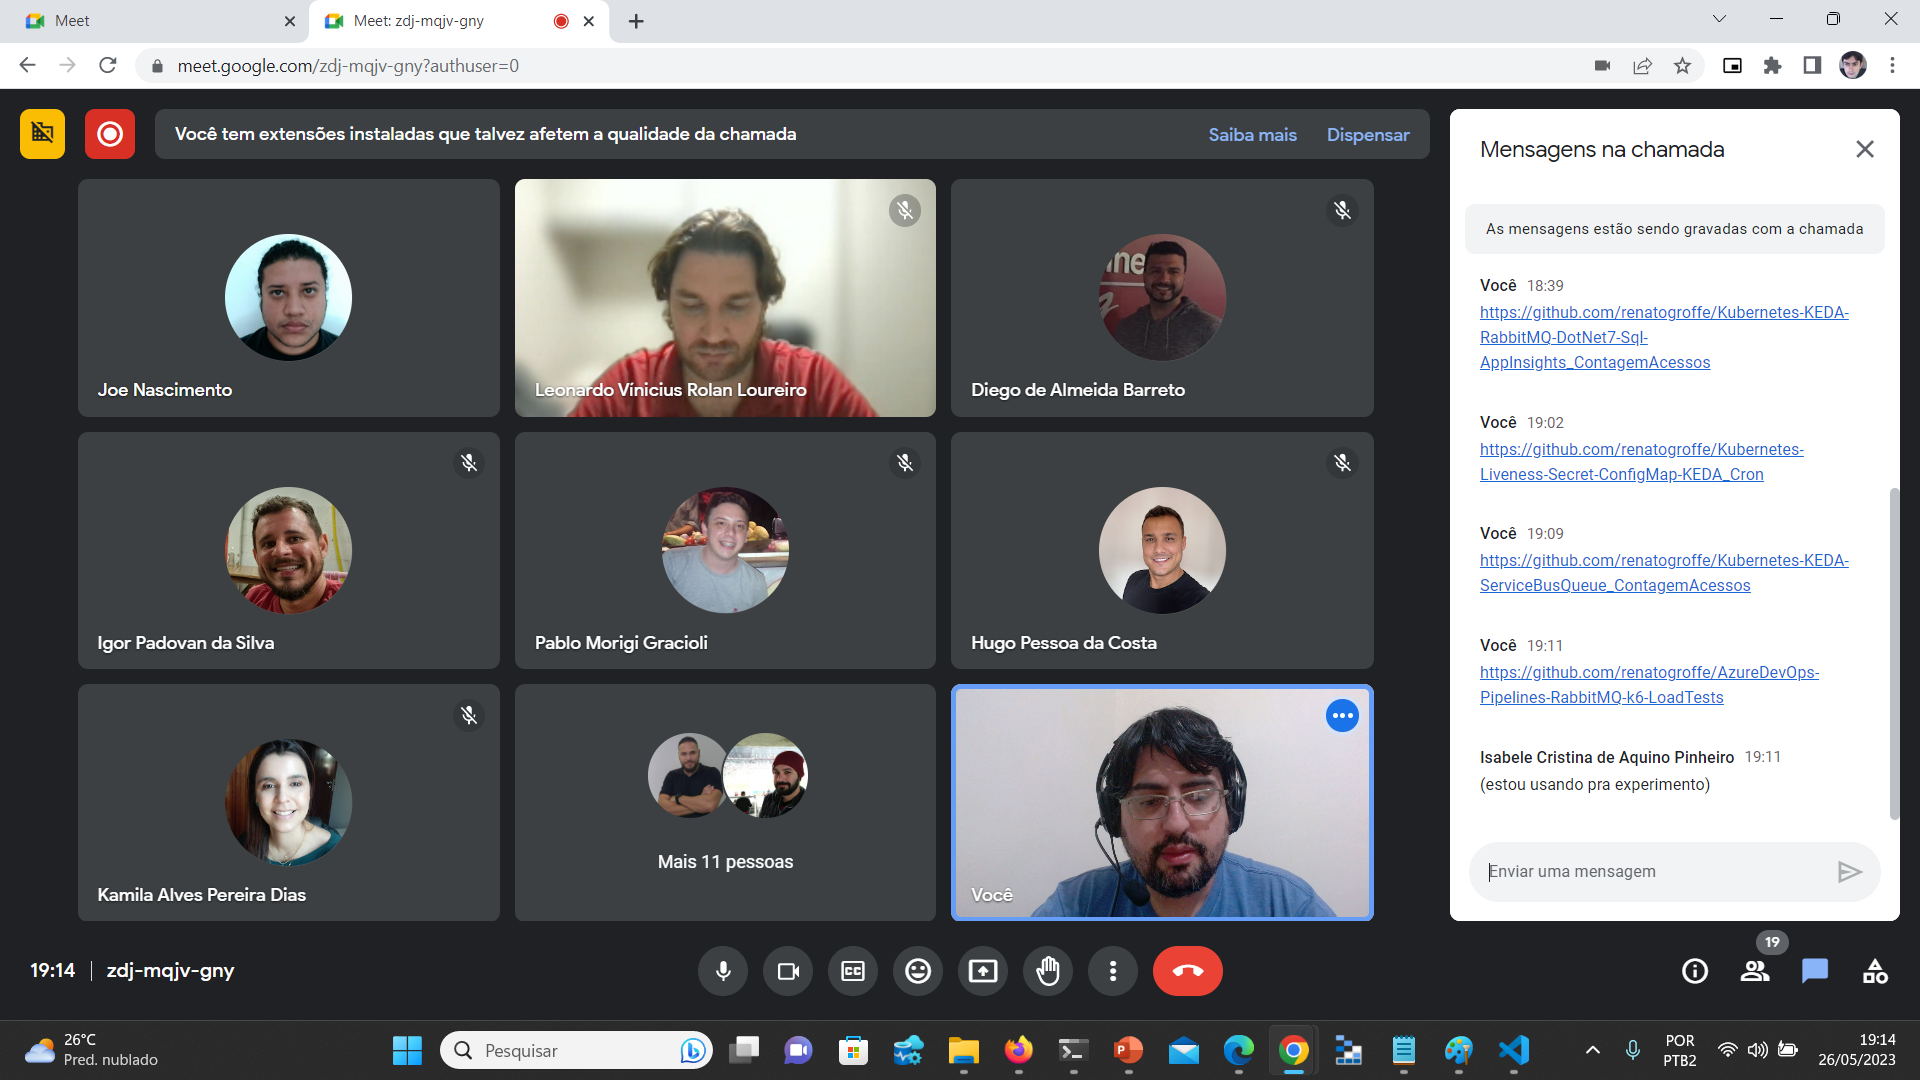 Meet
Meet: zdj-mqjv-gny
meet.google.com/zdj-mqjv-gny?authuser=0
Você tem extensões instaladas que talvez afetem a qualidade da chamada
Saiba mais
Dispensar
Joe Nascimento
Leonardo Vínicius Rolan Loureiro
Diego de Almeida Barreto
Igor Padovan da Silva
Pablo Morigi Gracioli
Hugo Pessoa da Costa
Kamila Alves Pereira Dias
Mais 11 pessoas
Você
Mensagens na chamada
As mensagens estão sendo gravadas com a chamada
Você 18:39
https://github.com/renatogroffe/Kubernetes-KEDA-
RabbitMQ-DotNet7-Sql-
AppInsights_ContagemAcessos
Você 19:02
https://github.com/renatogroffe/Kubernetes-
Liveness-Secret-ConfigMap-KEDA_Cron
Você 19:09
https://github.com/renatogroffe/Kubernetes-KEDA-
ServiceBusQueue_ContagemAcessos
Você 19:11
https://github.com/renatogroffe/AzureDevOps-
Pipelines-RabbitMQ-k6-LoadTests
Isabele Cristina de Aquino Pinheiro 19:11
(estou usando pra experimento)
Enviar uma mensagem
19:14 | zdj-mqjv-gny
19
26°C
Pred. nublado
Pesquisar
POR
PTB2
19:14
26/05/2023